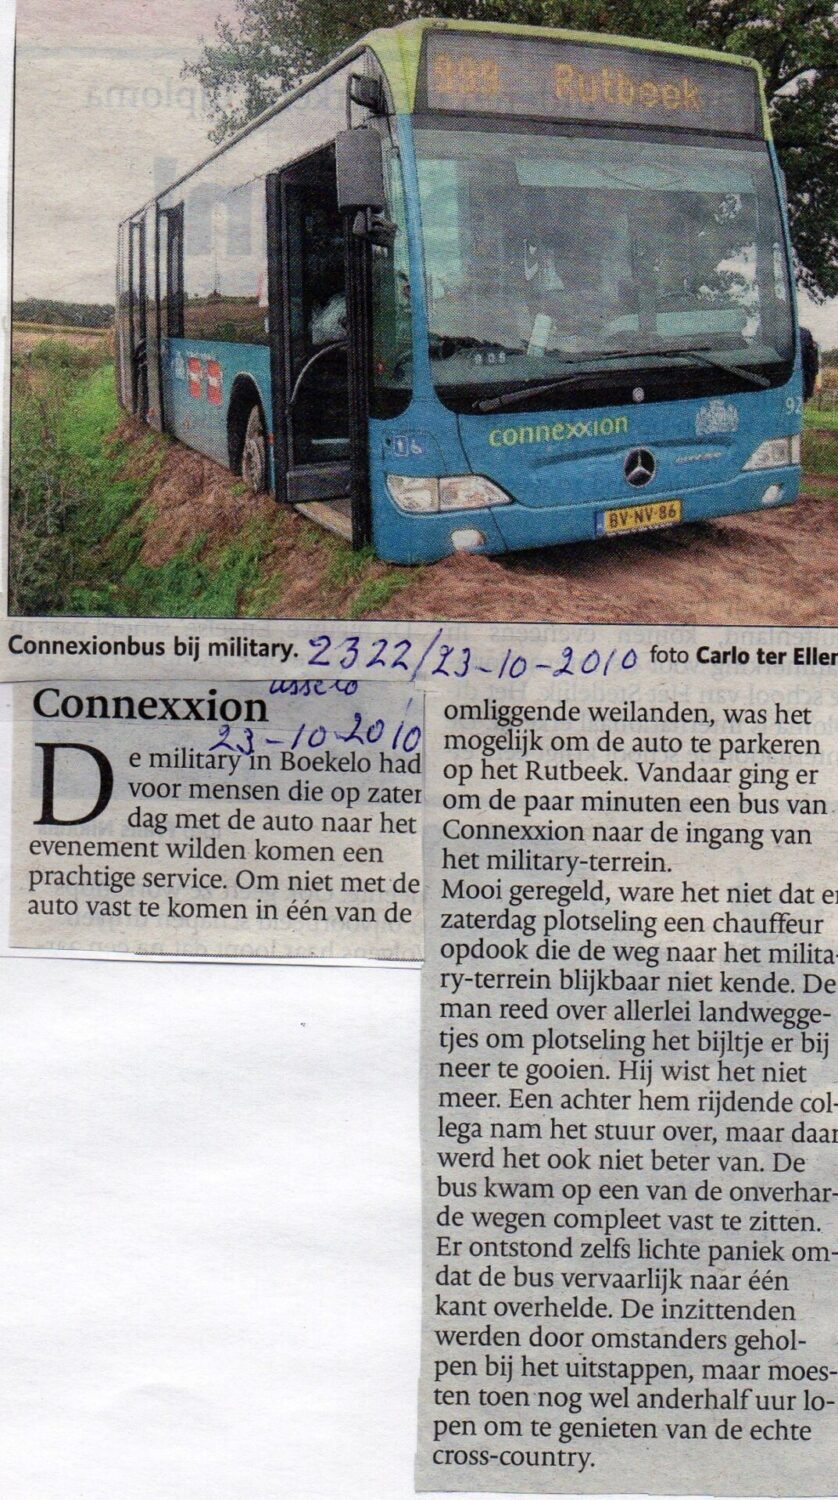 999 Rutbeek
connexxion
92
BV-NV-86
Connexionbus bij military. 2322/23-10-2010 foto Carlo ter Eller
usselo
Connexxion
23-10-2010
De military in Boekelo had
voor mensen die op zater
dag met de auto naar het
evenement wilden komen een
prachtige service. Om niet met de
auto vast te komen in één van de
omliggende weilanden, was het
mogelijk om de auto te parkeren
op het Rutbeek. Vandaar ging er
om de paar minuten een bus van
Connexxion naar de ingang van
het military-terrein.
Mooi geregeld, ware het niet dat er
zaterdag plotseling een chauffeur
opdook die de weg naar het milita-
ry-terrein blijkbaar niet kende. De
man reed over allerlei landwegge-
tjes om plotseling het bijltje er bij
neer te gooien. Hij wist het niet
meer. Een achter hem rijdende col-
lega nam het stuur over, maar daar
werd het ook niet beter van. De
bus kwam op een van de onverhar-
de wegen compleet vast te zitten.
Er ontstond zelfs lichte paniek om-
dat de bus vervaarlijk naar één
kant overhelde. De inzittenden
werden door omstanders gehol-
pen bij het uitstappen, maar moes-
ten toen nog wel anderhalf uur lo-
pen om te genieten van de echte
cross-country.